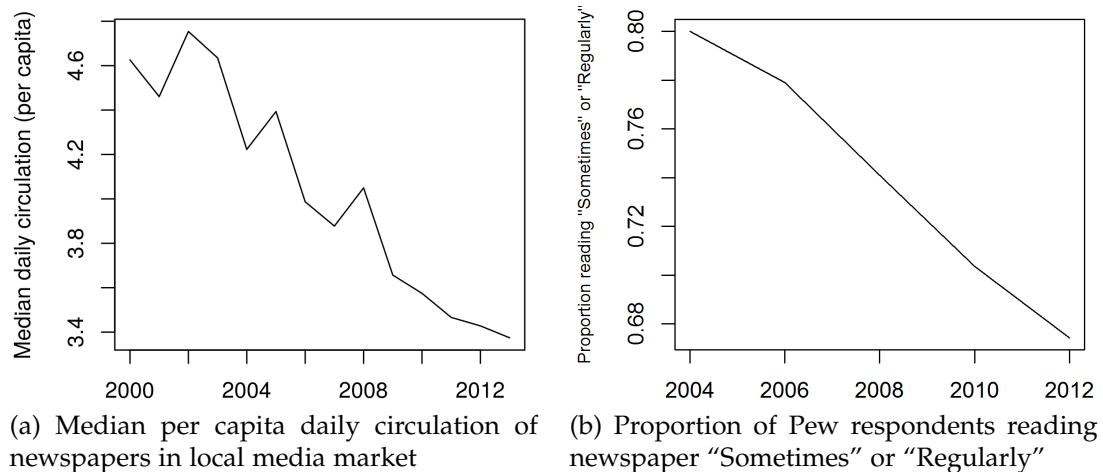 Median daily circulation (per capita)
4.6
4.2
3.8
3.4
2000 2004 2008 2012
(a) Median per capita daily circulation of
newspapers in local media market
Proportion reading "Sometimes" or "Regularly"
0.80
0.76
0.72
0.68
2004 2006 2008 2010 2012
(b) Proportion of Pew respondents reading
newspaper “Sometimes” or “Regularly”